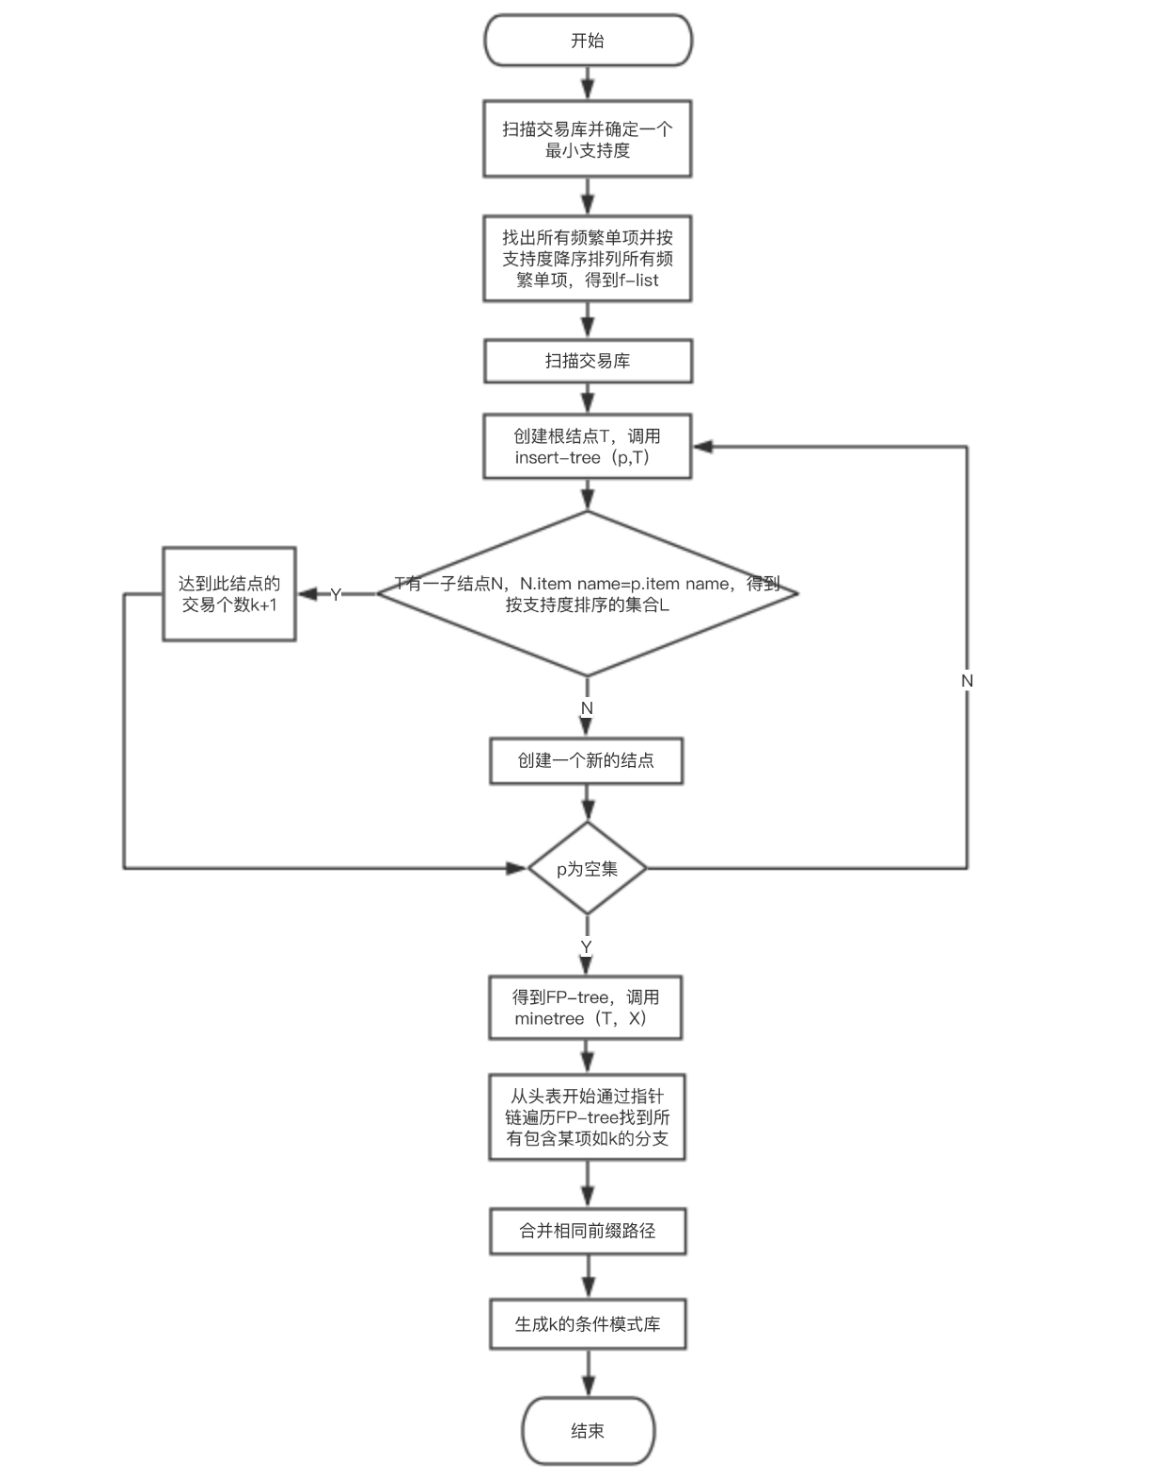 开始
扫描交易库并确定一个
最小支持度
找出所有频繁单项并按
支持度降序排列所有频
繁单项，得到f-list
扫描交易库
创建根结点T，调用
insert-tree（p,T）
T有一子结点N，N.item name=p.item name，得到
按支持度排序的集合L
Y
达到此结点的
交易个数k+1
N
创建一个新的结点
p为空集
N
Y
得到FP-tree，调用
minetree（T，X）
从头表开始通过指针
链遍历FP-tree找到所
有包含某项如k的分支
合并相同前缀路径
生成k的条件模式库
结束